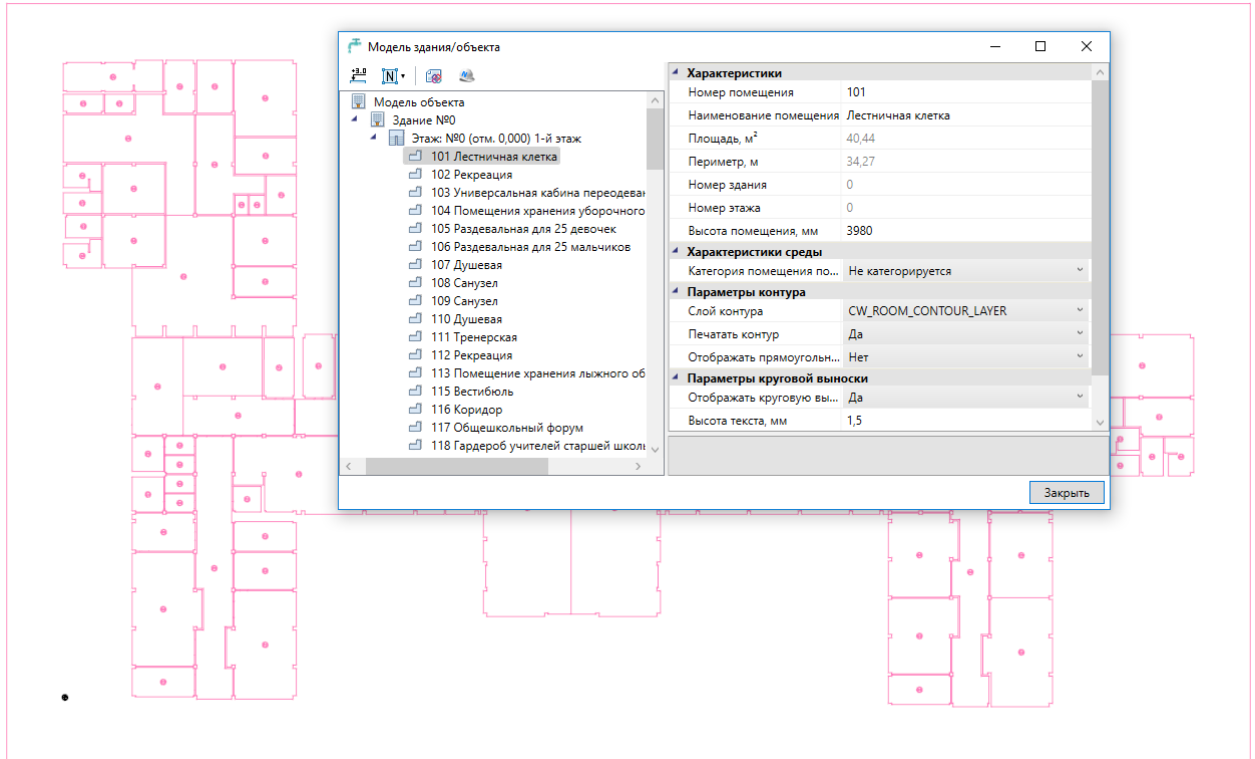 Модель здания/объекта
+3.0
N
Модель объекта
Здание №0
Этаж: №0 (отм. 0,000) 1-й этаж
101 Лестничная клетка
102 Рекреация
103 Универсальная кабина переодеван
104 Помещения хранения уборочного
105 Раздевальная для 25 девочек
106 Раздевальная для 25 мальчиков
107 Душевая
108 Санузел
109 Санузел
110 Душевая
111 Тренерская
112 Рекреация
113 Помещение хранения лыжного об
115 Вестибюль
116 Коридор
117 Общешкольный форум
118 Гардероб учителей старшей школь
Характеристики
Номер помещения 101
Наименование помещения Лестничная клетка
Площадь, м² 40,44
Периметр, м 34,27
Номер здания 0
Номер этажа 0
Высота помещения, мм 3980
Характеристики среды
Категория помещения по... Не категорируется
Параметры контура
Слой контура CW_ROOM_CONTOUR_LAYER
Печатать контур Да
Отображать прямоугольн... Нет
Параметры круговой выноски
Отображать круговую вы... Да
Высота текста, мм 1,5
Закрыть